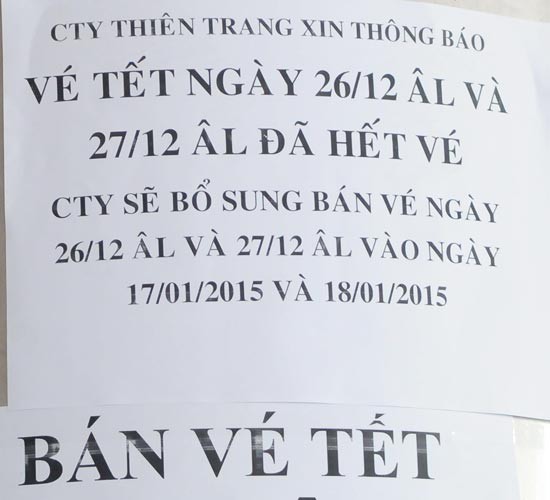 CTY THIÊN TRANG XIN THÔNG BÁO
VÉ TẾT NGÀY 26/12 ÂL VÀ
27/12 ÂL ĐÃ HẾT VÉ
CTY SẼ BỔ SUNG BÁN VÉ NGÀY
26/12 ÂL VÀ 27/12 ÂL VÀO NGÀY
17/01/2015 VÀ 18/01/2015
BÁN VÉ TẾT